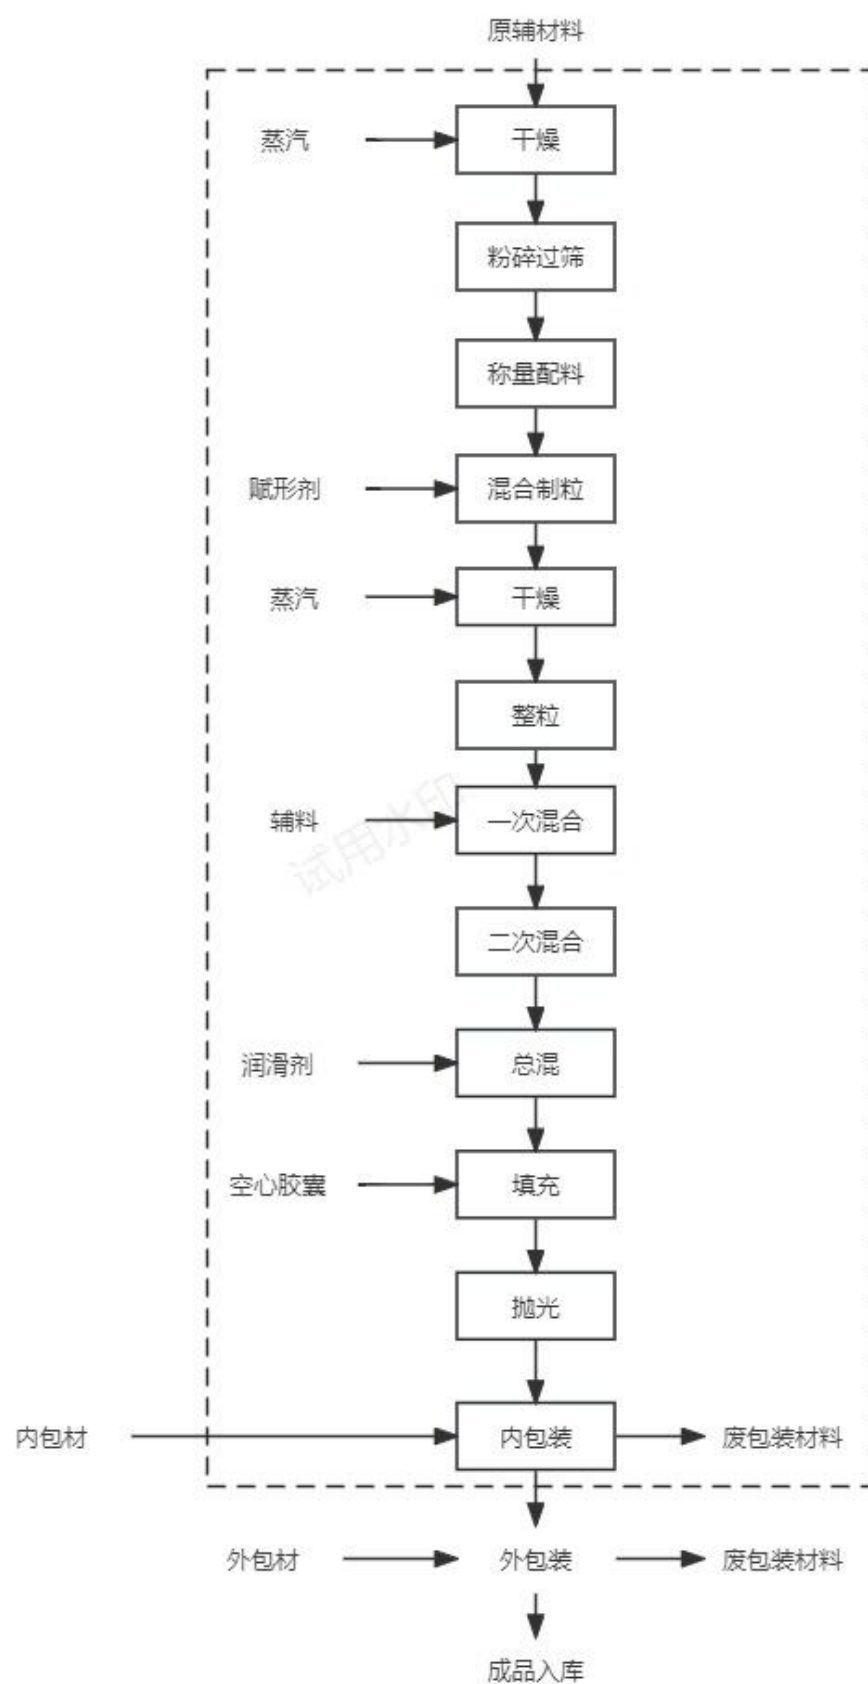 原辅材料
蒸汽
干燥
粉碎过筛
称量配料
赋形剂
混合制粒
蒸汽
干燥
整粒
辅料
一次混合
试用水印
二次混合
润滑剂
总混
空心胶囊
填充
抛光
内包材
内包装
废包装材料
外包材
外包装
废包装材料
成品入库